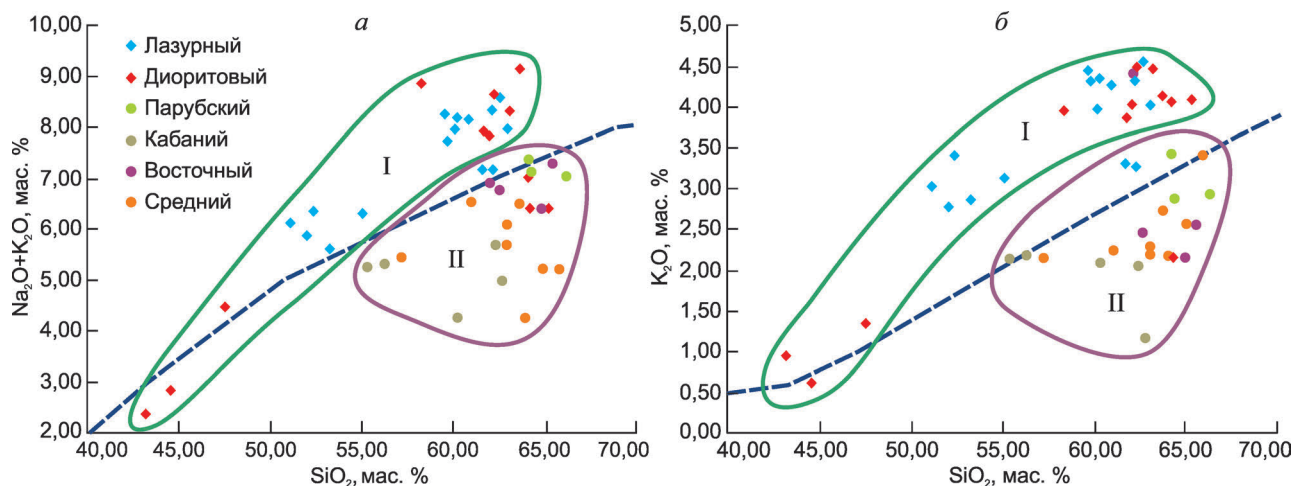 а
Na₂O+K₂O, мас. %
10,00
9,00
8,00
7,00
6,00
5,00
4,00
3,00
2,00
Лазурный
Диоритовый
Парубский
Кабаний
Восточный
Средний
I
II
40,00 45,00 50,00 55,00 60,00 65,00 70,00
SiO₂, мас. %
б
K₂O, мас. %
5,00
4,50
4,00
3,50
3,00
2,50
2,00
1,50
1,00
0,50
0,00
I
II
40,00 45,00 50,00 55,00 60,00 65,00 70,00
SiO₂, мас. %